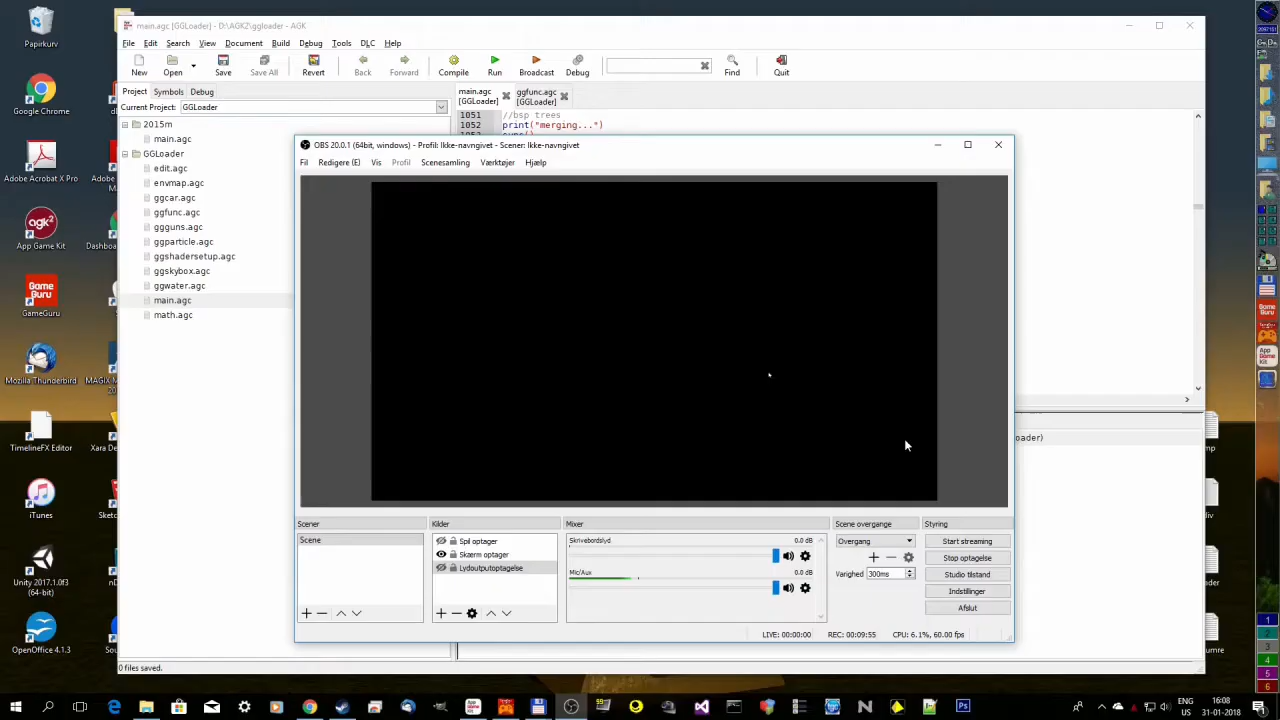 Papirkurv
Google Chrome
Adobe Acrobat X Pro
App Game Kit
GameGuru
Mozilla Thunderbird
TimelineFX Editor
iTunes
Unity 2017.1.0f3
(64-bit)
OpenOffice 4.1.3
main.agc [GGLoader] - D:\AGK2\ggloader - AGK
File Edit Search View Document Build Debug Tools DLC Help
New Open Save Save All Revert Back Forward Compile Run Broadcast Debug Find Quit
Project Symbols Debug
Current Project: GGLoader
2015m
main.agc
GGLoader
edit.agc
envmap.agc
ggcar.agc
ggfunc.agc
ggguns.agc
ggparticle.agc
ggshadersetup.agc
ggskybox.agc
ggwater.agc
main.agc
math.agc
main.agc
[GGLoader]
ggfunc.agc
[GGLoader]
1051 //bsp trees
1052 print("merging...")
OBS 20.0.1 (64bit, windows) - Profil: Ikke-navngivet - Scener: Ikke-navngivet
Fil Redigere (E) Vis Profil Scenesamling Værktøjer Hjælp
Scener
Scene
Kilder
Spil optager
Skærm optager
Lydoutputoptagelse
Mixer
Skrivebordslyd 0.0 dB
Mic/Aux 0.0 dB
Scene overgange
Overgang
Varighed 300ms
Styring
Start streaming
Stop optagelse
Studio tilstand
Indstillinger
Afslut
LIVE: 00:00:00 REC: 00:09:55 CPU: 6.1%, 60.00 fps
0 files saved.
ENG
US
16:08
31-01-2018
1
2
3
4
5
6